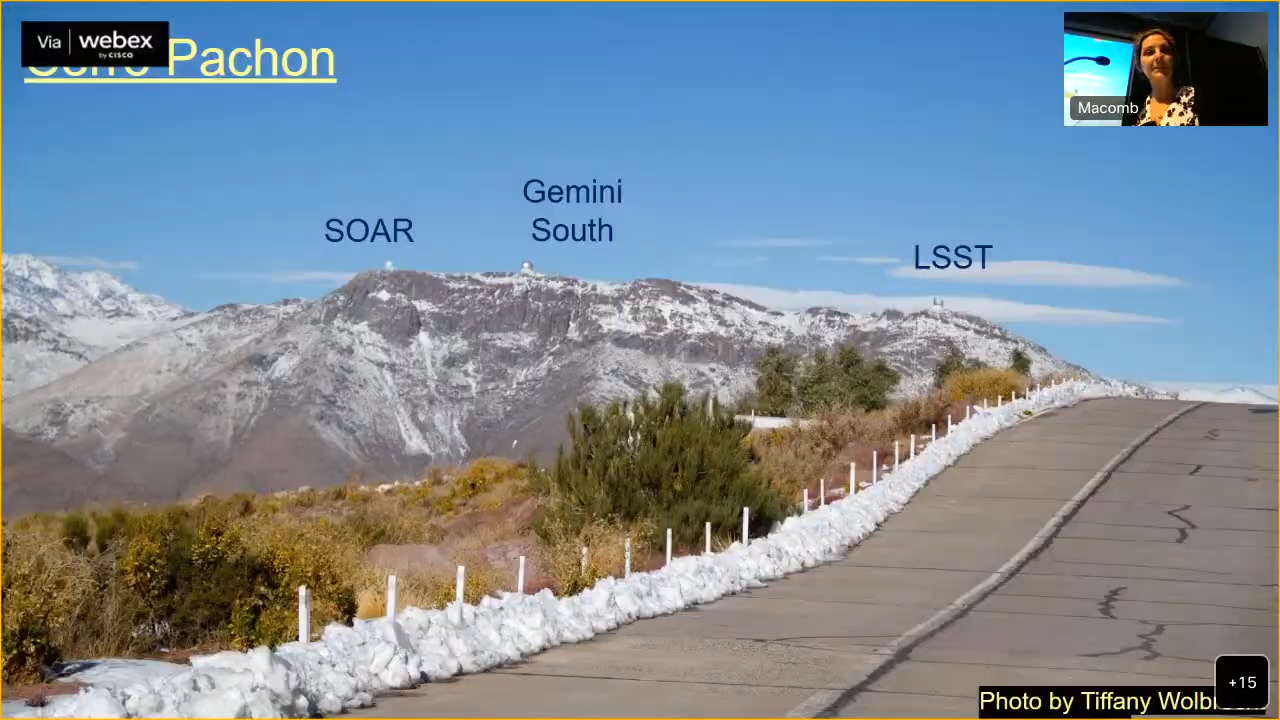 Via webex
by CISCO
Pachon
Macomb
Gemini
South
SOAR
LSST
+15
Photo by Tiffany